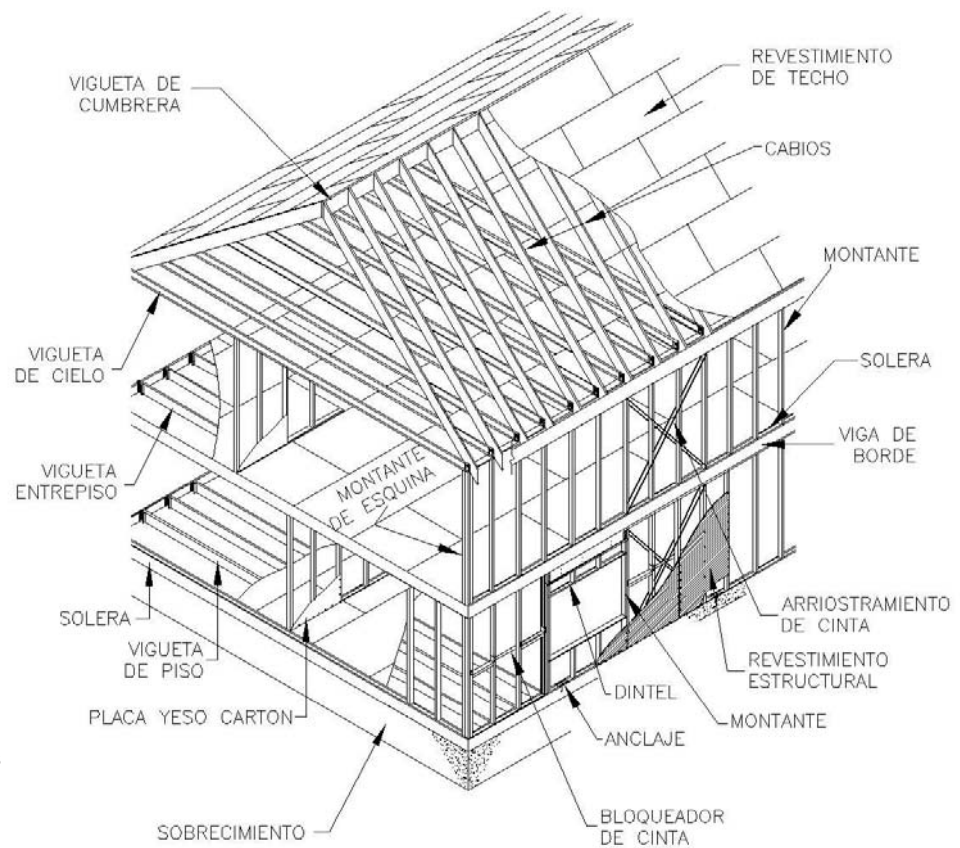 VIGUETA DE
CUMBRERA
REVESTIMIENTO
DE TECHO
CABIOS
MONTANTE
VIGUETA
DE CIELO
SOLERA
VIGA DE
BORDE
VIGUETA
ENTREPISO
MONTANTE
DE ESQUINA
SOLERA
VIGUETA
DE PISO
PLACA YESO CARTON
ARRIOSTRAMIENTO
DE CINTA
REVESTIMIENTO
ESTRUCTURAL
DINTEL
MONTANTE
ANCLAJE
BLOQUEADOR
DE CINTA
SOBRECIMIENTO